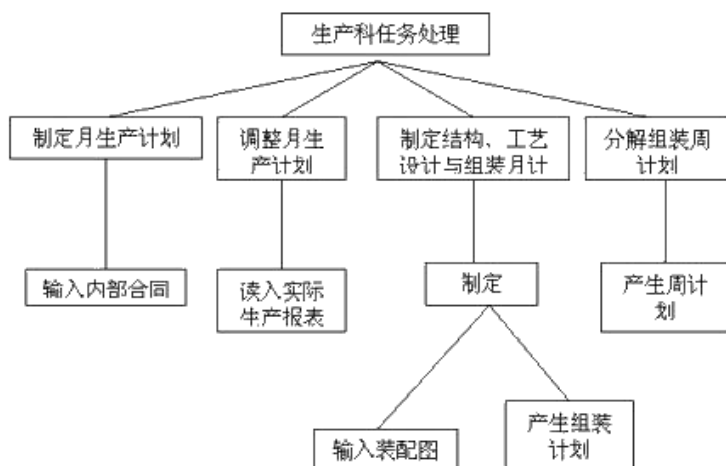 生产科任务处理
制定月生产计划
调整月生
产计划
制定结构、工艺
设计与组装月计
分解组装周
计划
输入内部合同
读入实际
生产报表
制定
产生周计
划
输入装配图
产生组装
计划